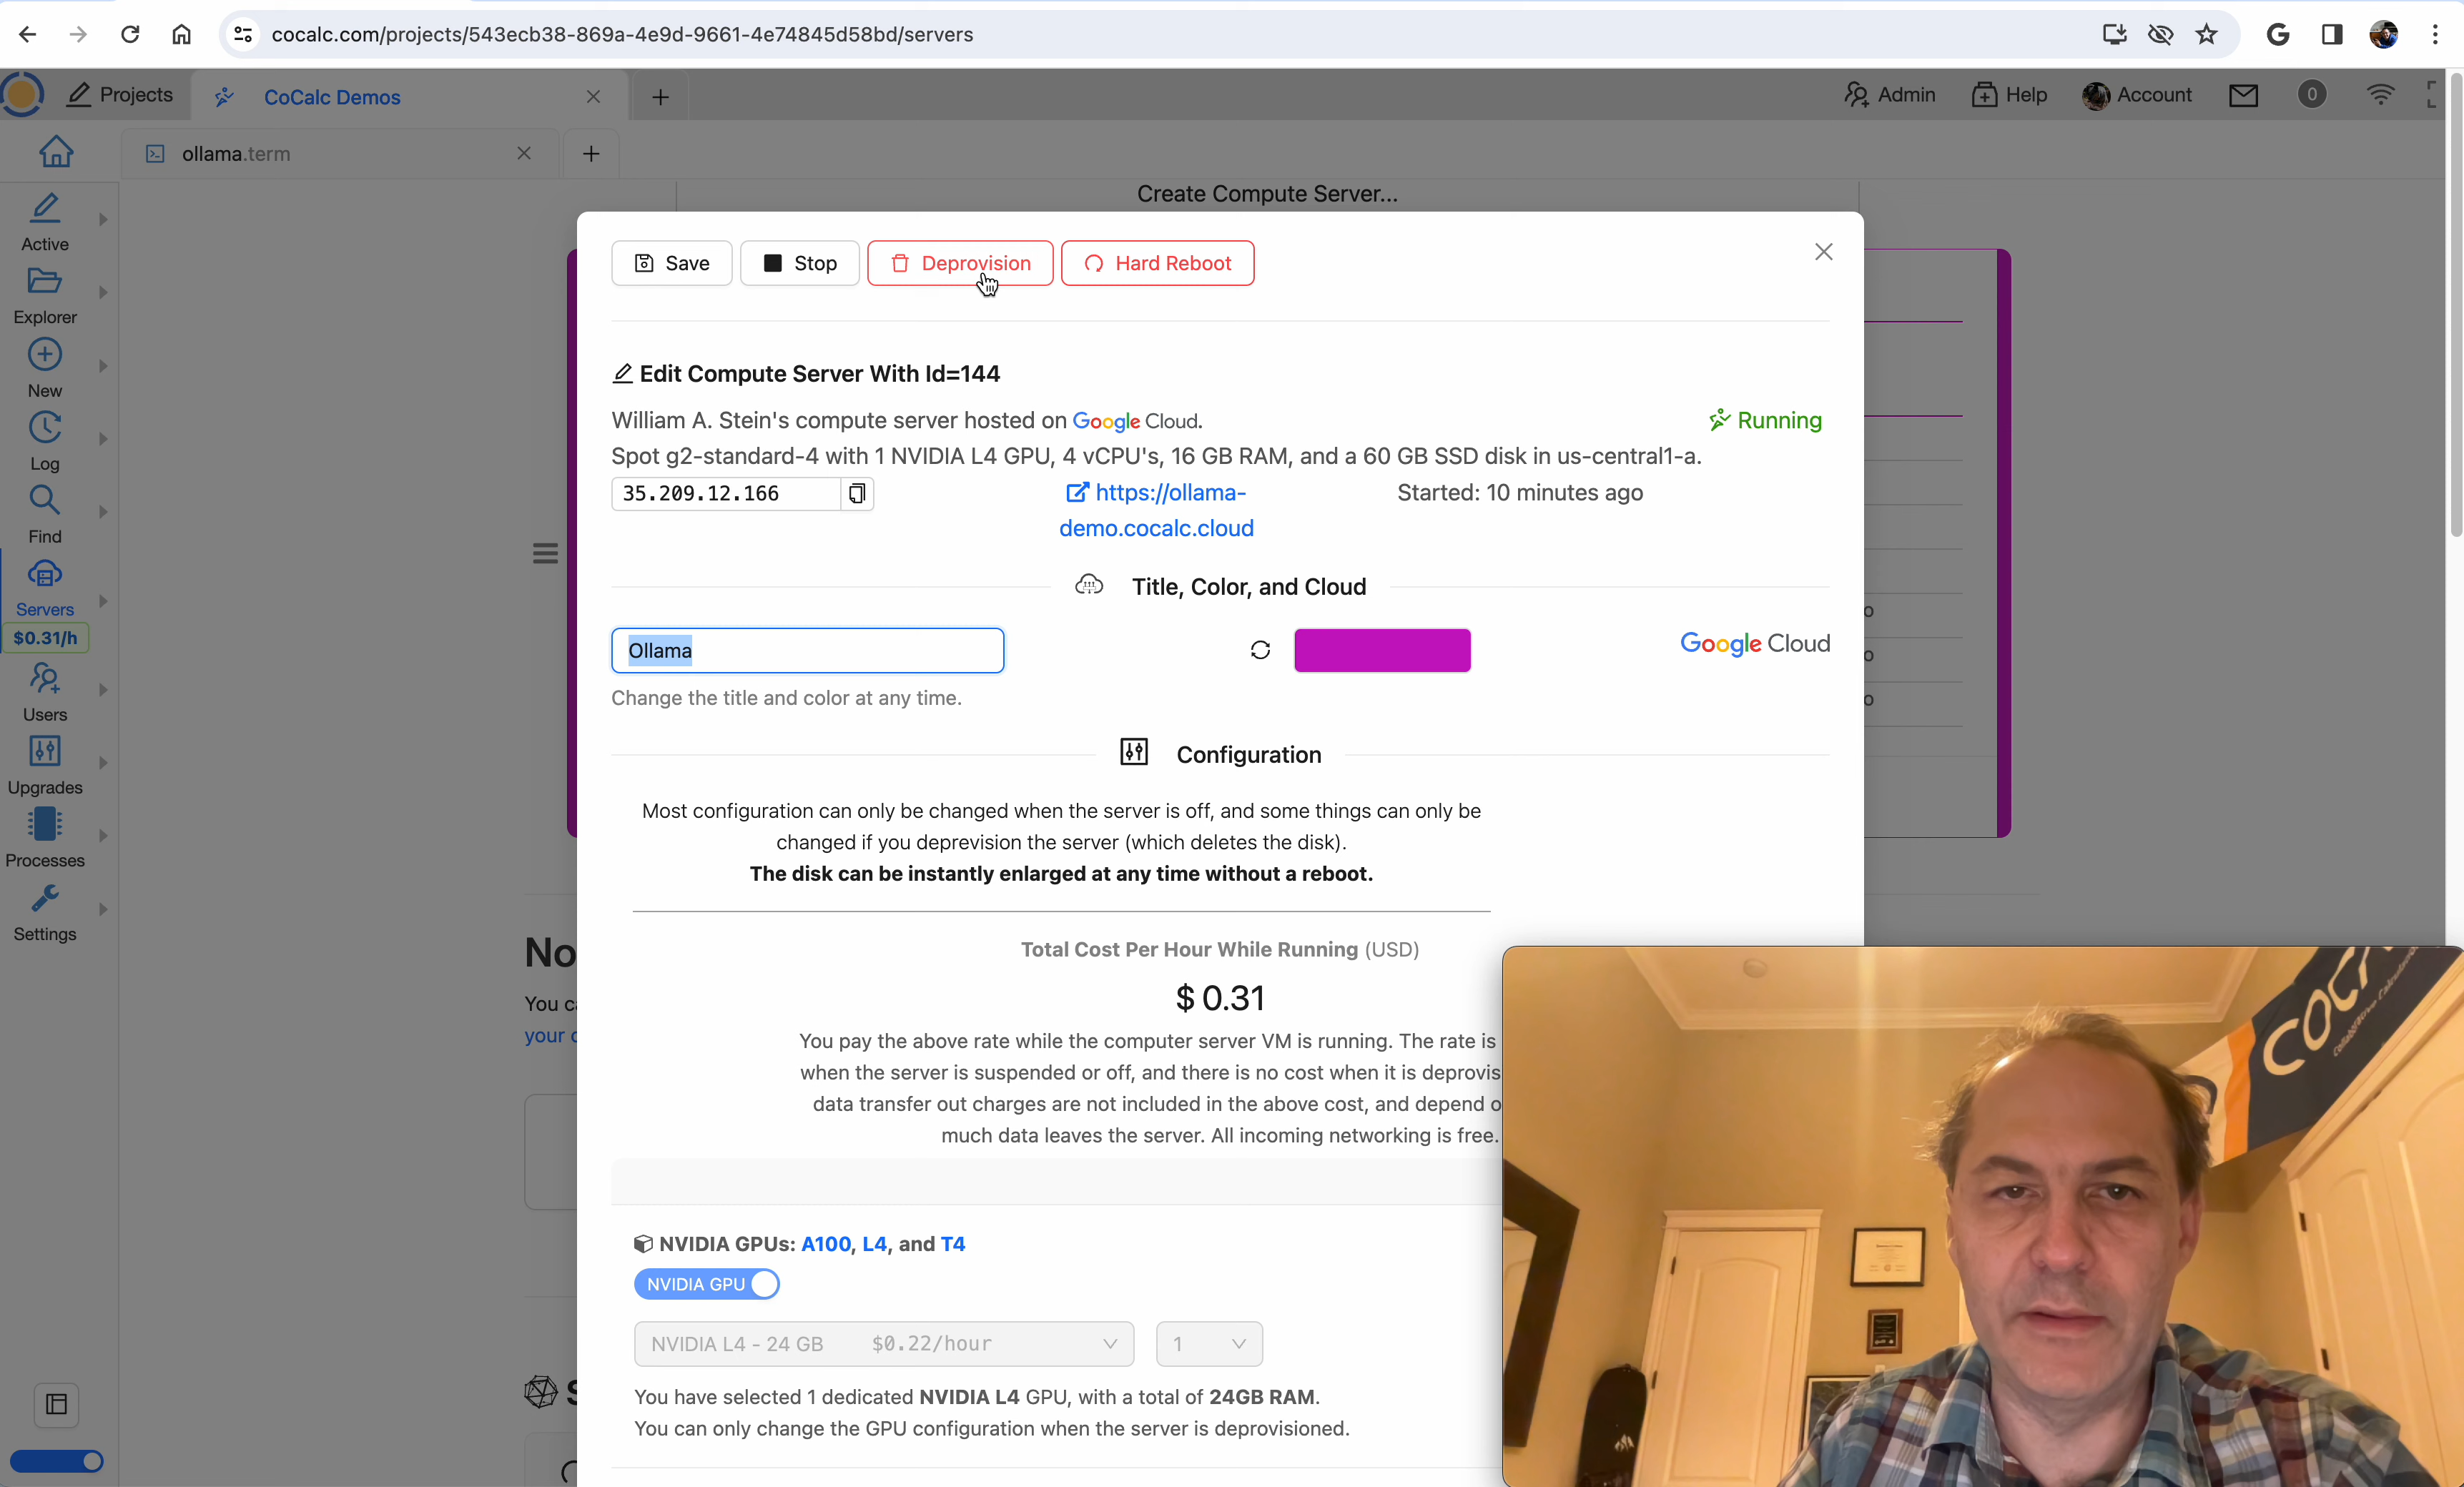 cocalc.com/projects/543ecb38-869a-4e9d-9661-4e74845d58bd/servers
Projects
CoCalc Demos
Admin
Help
Account
0
ollama.term
Create Compute Server...
Active
Explorer
New
Log
Find
Servers
$0.31/h
Users
Upgrades
Processes
Settings
Save
Stop
Deprovision
Hard Reboot
Edit Compute Server With Id=144
William A. Stein's compute server hosted on Google Cloud.
Running
Spot g2-standard-4 with 1 NVIDIA L4 GPU, 4 vCPU's, 16 GB RAM, and a 60 GB SSD disk in us-central1-a.
35.209.12.166
https://ollama-
demo.cocalc.cloud
Started: 10 minutes ago
Title, Color, and Cloud
Ollama
Google Cloud
Change the title and color at any time.
Configuration
Most configuration can only be changed when the server is off, and some things can only be
changed if you deprevision the server (which deletes the disk).
The disk can be instantly enlarged at any time without a reboot.
Total Cost Per Hour While Running (USD)
$ 0.31
You pay the above rate while the computer server VM is running. The rate is
when the server is suspended or off, and there is no cost when it is deprovis
data transfer out charges are not included in the above cost, and depend o
much data leaves the server. All incoming networking is free.
NVIDIA GPUs: A100, L4, and T4
NVIDIA GPU
NVIDIA L4 - 24 GB $0.22/hour
1
You have selected 1 dedicated NVIDIA L4 GPU, with a total of 24GB RAM.
You can only change the GPU configuration when the server is deprovisioned.
No
You ca
your c
S
COCA